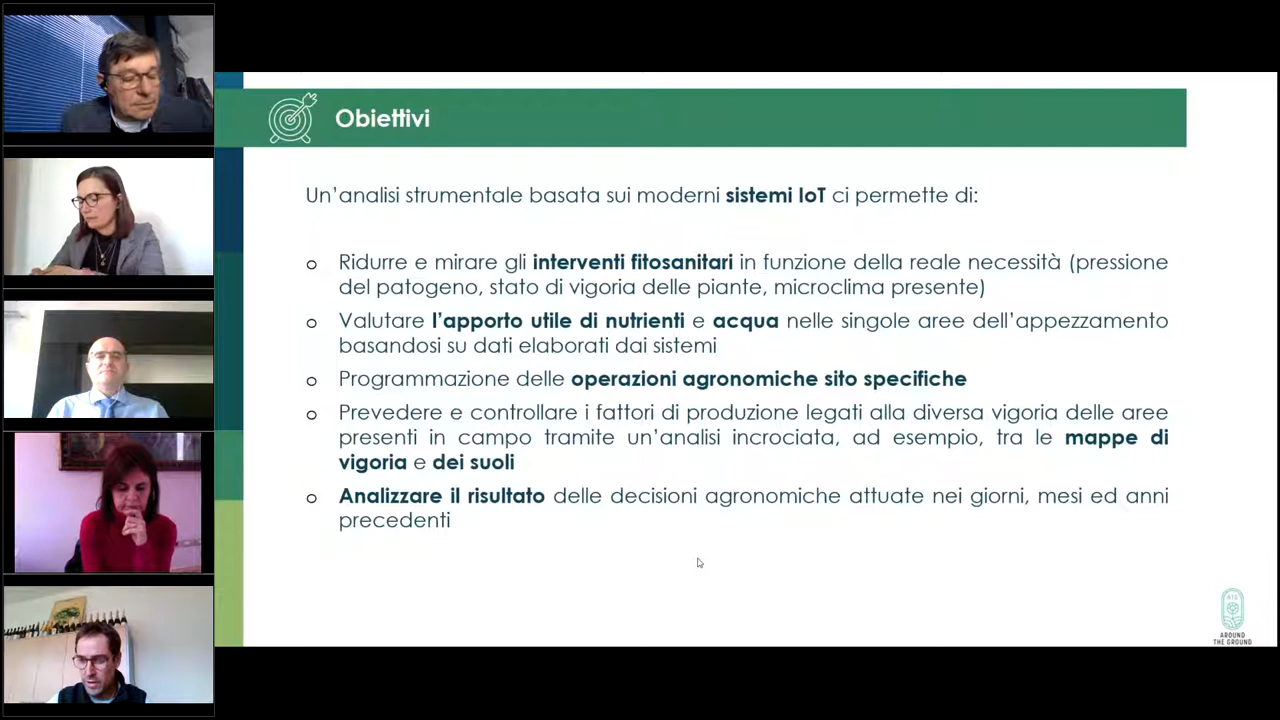 Obiettivi
Un'analisi strumentale basata sui moderni sistemi IoT ci permette di:
o Ridurre e mirare gli interventi fitosanitari in funzione della reale necessità (pressione
del patogeno, stato di vigoria delle piante, microclima presente)
o Valutare l'apporto utile di nutrienti e acqua nelle singole aree dell'appezzamento
basandosi su dati elaborati dai sistemi
o Programmazione delle operazioni agronomiche sito specifiche
o Prevedere e controllare i fattori di produzione legati alla diversa vigoria delle aree
presenti in campo tramite un'analisi incrociata, ad esempio, tra le mappe di
vigoria e dei suoli
o Analizzare il risultato delle decisioni agronomiche attuate nei giorni, mesi ed anni
precedenti
ATG
AROUND
THE GROUND